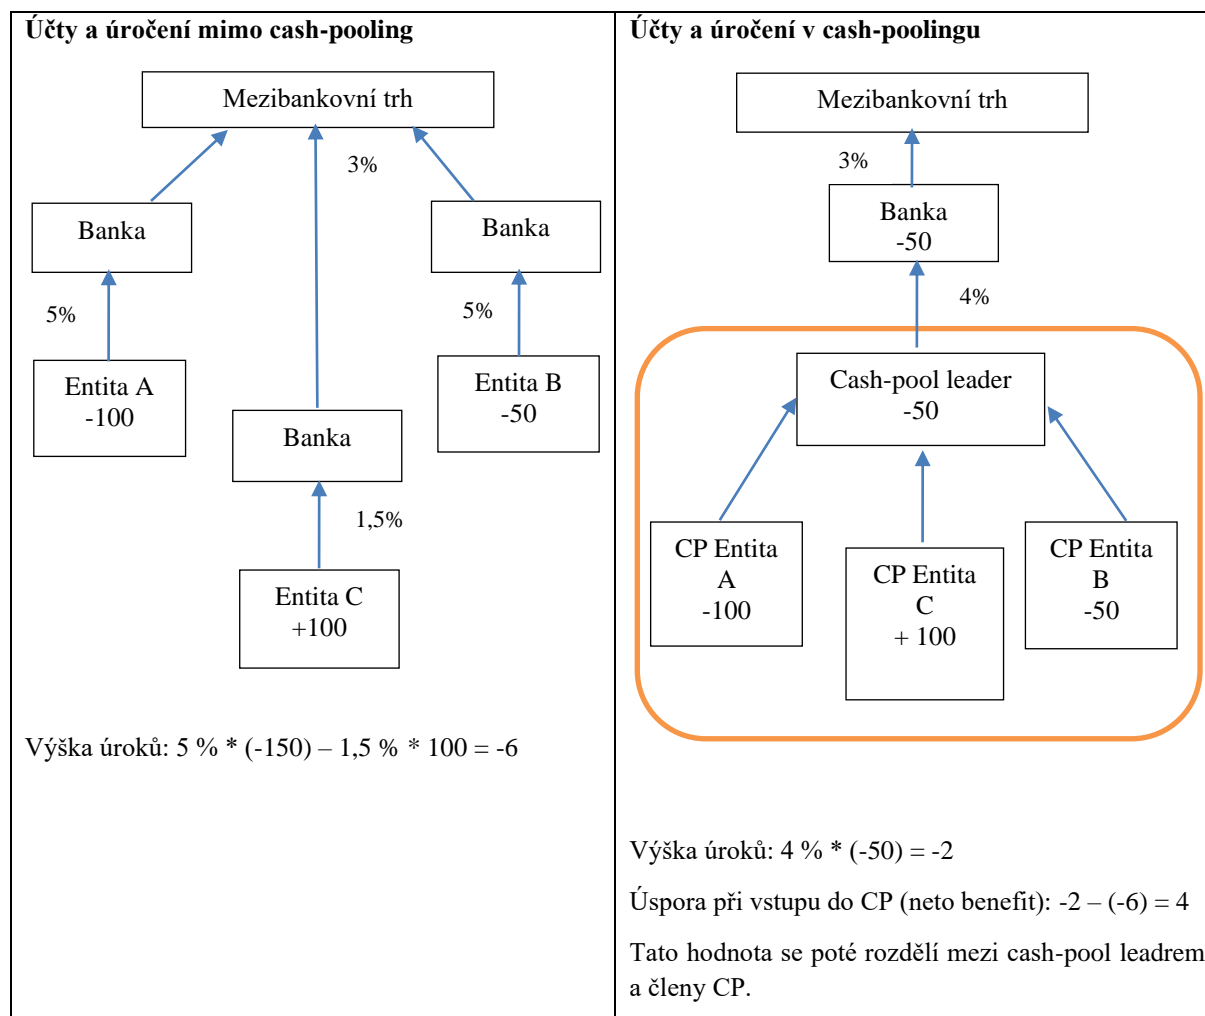 Účty a úročení mimo cash-pooling
Mezibankovní trh
3%
Banka
Banka
5%
5%
Entita A
-100
Entita B
-50
Banka
1,5%
Entita C
+100
Výška úroků: 5 % * (-150) – 1,5 % * 100 = -6
Účty a úročení v cash-poolingu
Mezibankovní trh
3%
Banka
-50
4%
Cash-pool leader
-50
CP Entita
A
-100
CP Entita
C
+ 100
CP Entita
B
-50
Výška úroků: 4 % * (-50) = -2
Úspora při vstupu do CP (neto benefit): -2 – (-6) = 4
Tato hodnota se poté rozdělí mezi cash-pool leadrem
a členy CP.